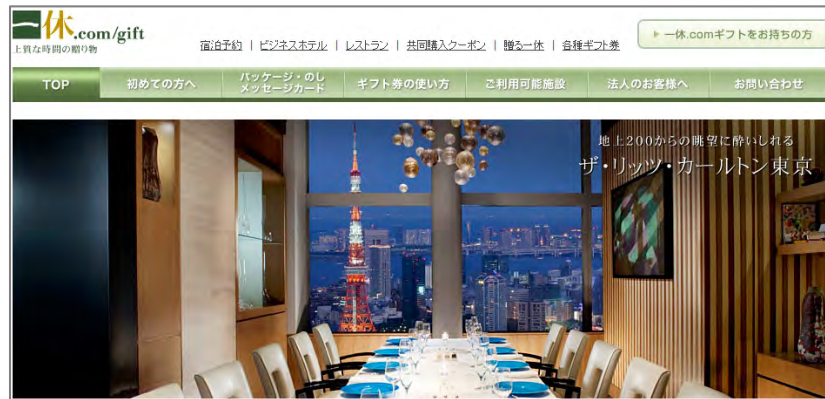 一休.com/gift
上質な時間の贈り物
宿泊予約 | ビジネスホテル | レストラン | 共同購入クーポン | 贈る一休 | 各種ギフト券
一休.comギフトをお持ちの方
TOP
初めての方へ
パッケージ・のし
メッセージカード
ギフト券の使い方
ご利用可能施設
法人のお客様へ
お問い合わせ
地上200からの眺望に酔いしれる
ザ・リッツ・カールトン東京